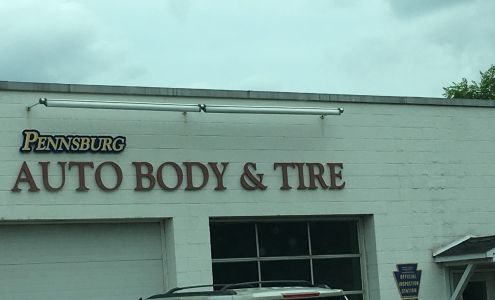 PENNSBURG
AUTO BODY & TIRE
OFFICIAL
INSPECTION
STATION